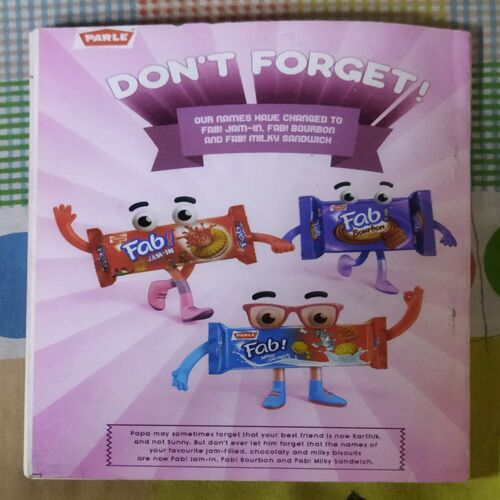 PARLE
DON'T FORGET!
OUR NAMES HAVE CHANGED TO
FAB! JAM-IN, FAB! BOURBON
AND FAB! MILKY SANDWICH
PARLE
Fab!
JAM-IN
Fab!
Bourbon
PARLE
Fab!
Papa may sometimes forget that your best friend is now Karthik,
and not Sunny. But don't ever let him forget that the names of
your favourite jam-filled, chocolaty and milky biscuits
are now Fab! Jam-in, Fab! Bourbon and Fab! Milky Sandwich.